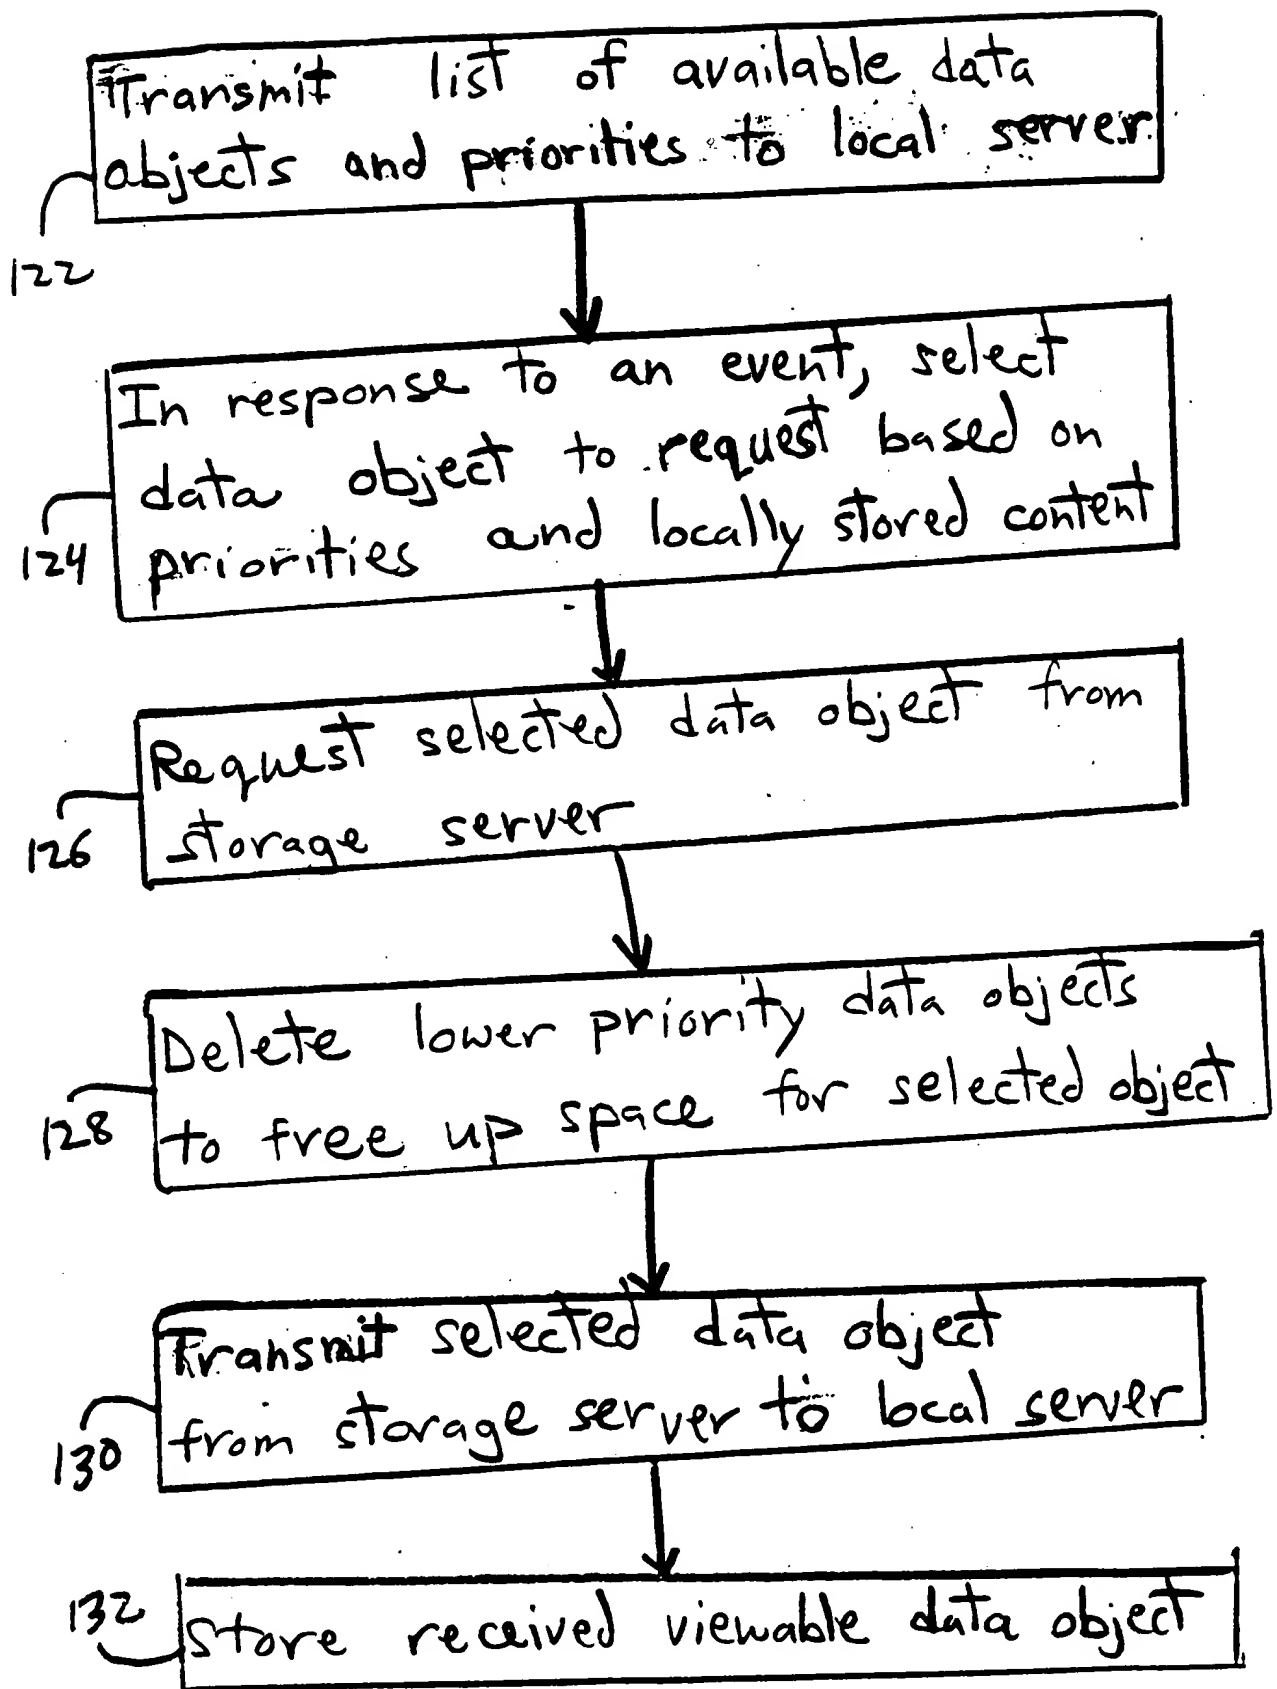 Transmit list of available data
objects and priorities to local server
122
In response to an event, select
data object to request based on
priorities and locally stored content
124
Request selected data object from
storage server
126
Delete lower priority data objects
to free up space for selected object
128
Transmit selected data object
from storage server to local server
130
132
Store received viewable data object